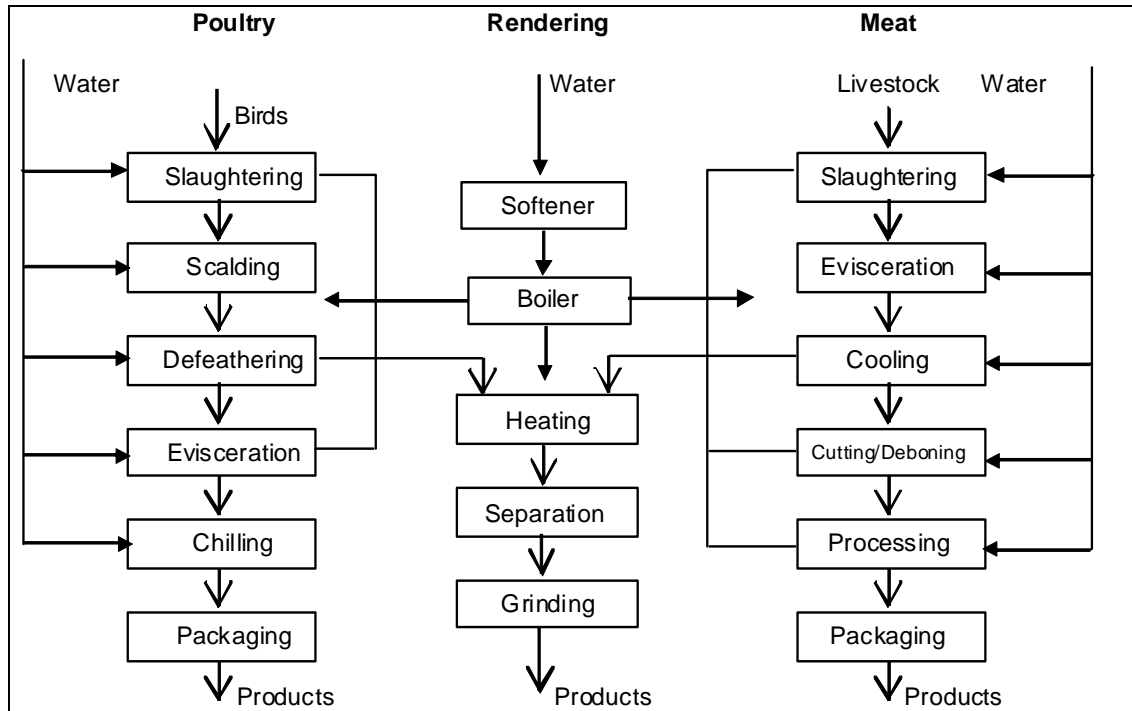 Poultry
Rendering
Meat
Water
Birds
Slaughtering
Scalding
Defeathering
Evisceration
Chilling
Packaging
Products
Water
Softener
Boiler
Heating
Separation
Grinding
Products
Livestock
Water
Slaughtering
Evisceration
Cooling
Cutting/Deboning
Processing
Packaging
Products